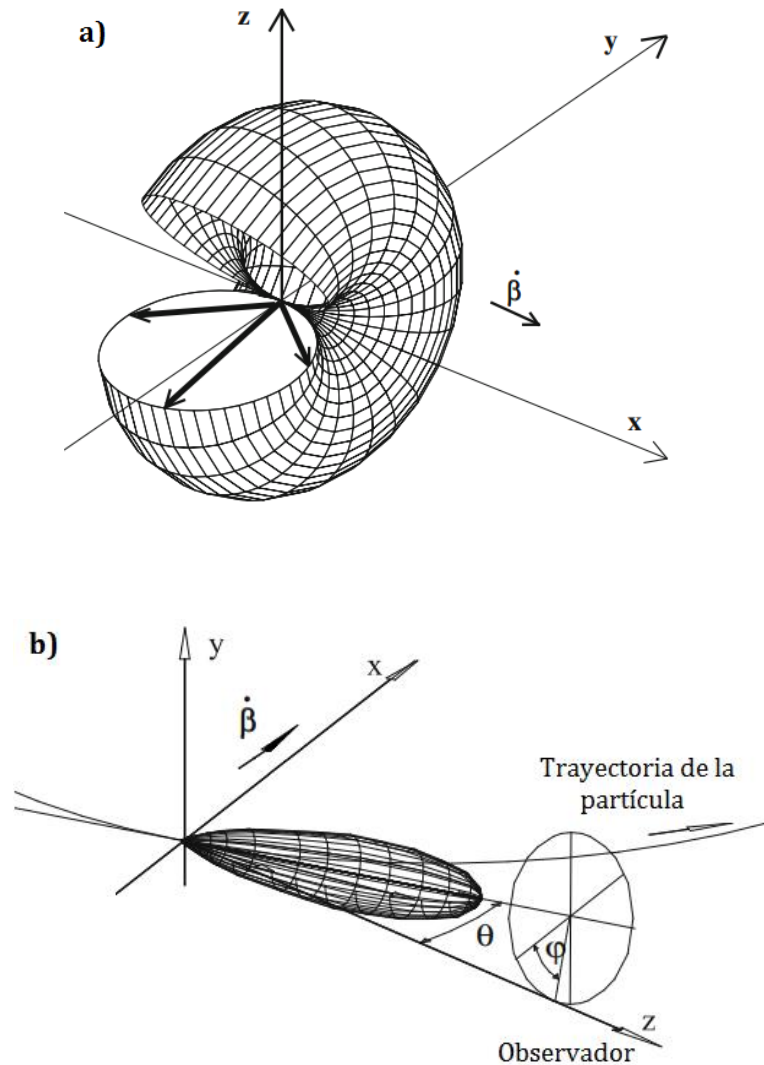 a)
z
y
β̇
x
b)
y
x
β̇
Trayectoria de la
partícula
θ
φ
z
Observador